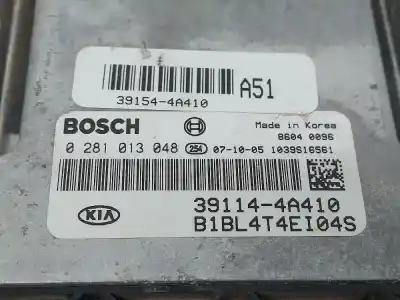 A51
39154-4A410
BOSCH
Made in Korea
8604 0096
0 281 013 048 254 07-10-05 1039S16561
KIA
39114-4A410
B1BL4T4EI04S